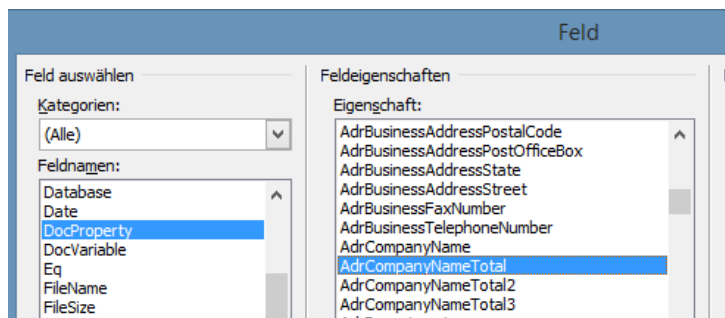 Feld
Feld auswählen
Kategorien:
(Alle)
Feldnamen:
Database
Date
DocProperty
DocVariable
Eq
FileName
FileSize
Feldeigenschaften
Eigenschaft:
AdrBusinessAddressPostalCode
AdrBusinessAddressPostOfficeBox
AdrBusinessAddressState
AdrBusinessAddressStreet
AdrBusinessFaxNumber
AdrBusinessTelephoneNumber
AdrCompanyName
AdrCompanyNameTotal
AdrCompanyNameTotal2
AdrCompanyNameTotal3